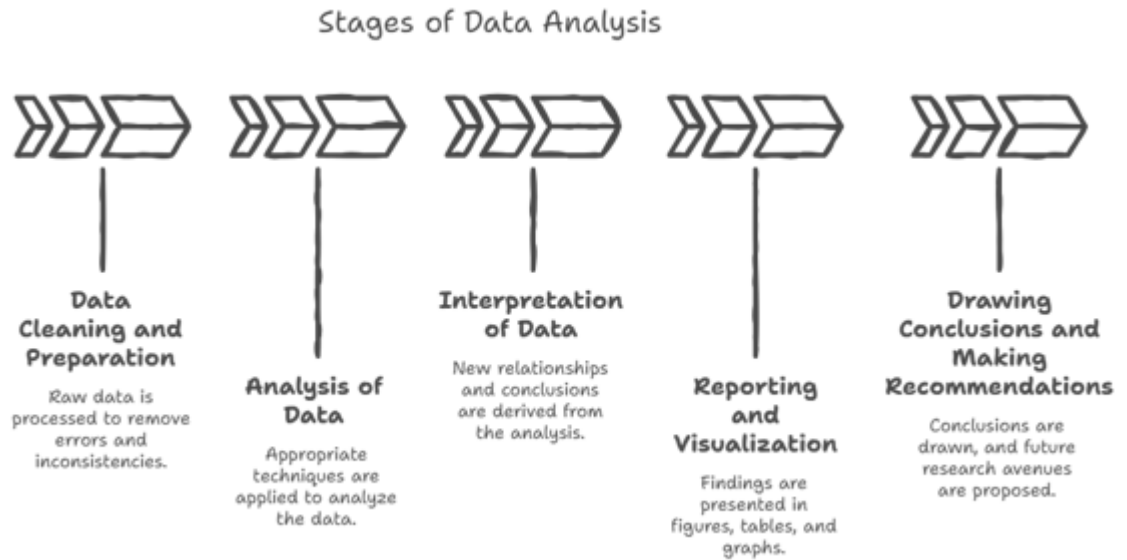 Stages of Data Analysis
Data
Cleaning and
Preparation
Raw data is
processed to remove
errors and
inconsistencies.
Analysis of
Data
Appropriate
techniques are
applied to analyze
the data.
Interpretation
of Data
New relationships
and conclusions
are derived from
the analysis.
Reporting
and
Visualization
Findings are
presented in
figures, tables, and
graphs.
Drawing
Conclusions and
Making
Recommendations
Conclusions are
drawn, and future
research avenues
are proposed.